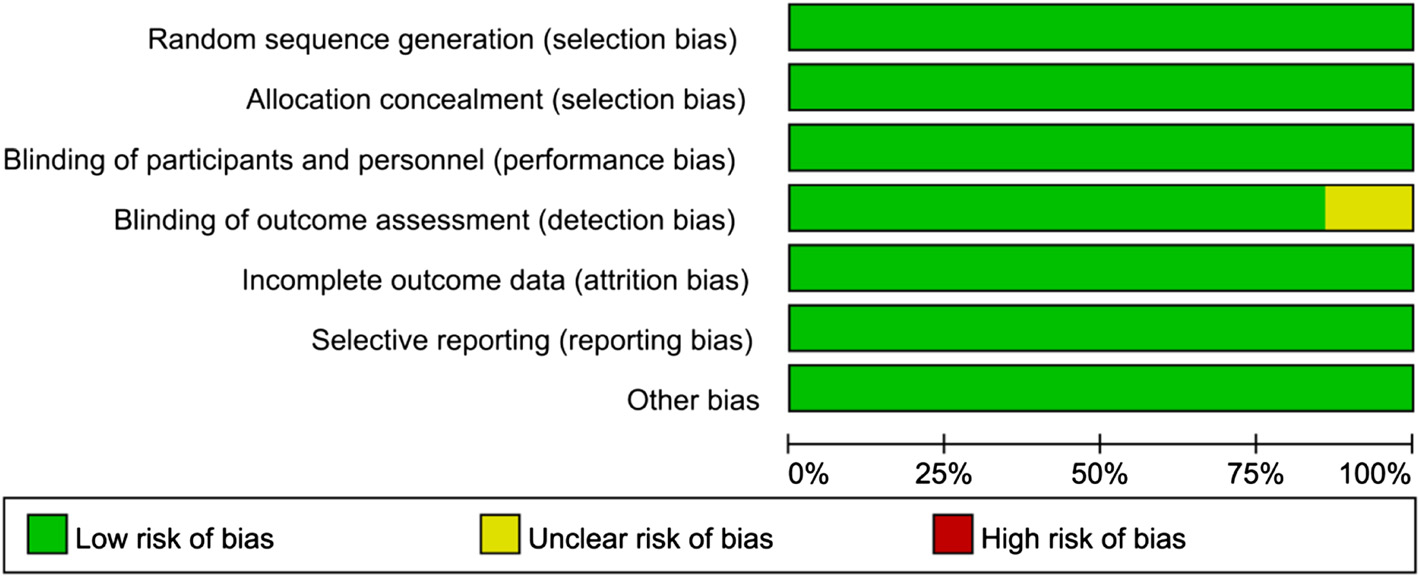 Random sequence generation (selection bias)
Allocation concealment (selection bias)
Blinding of participants and personnel (performance bias)
Blinding of outcome assessment (detection bias)
Incomplete outcome data (attrition bias)
Selective reporting (reporting bias)
Other bias
0% 25% 50% 75% 100%
Low risk of bias Unclear risk of bias High risk of bias